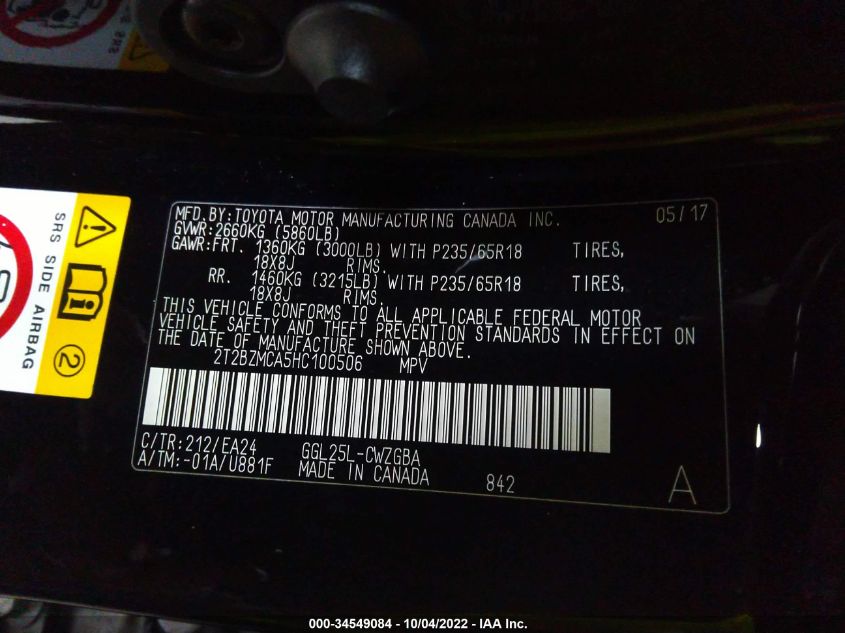 MFD.BY:TOYOTA MOTOR MANUFACTURING CANADA INC. 05/17
GVWR:2660KG (5860LB)
GAWR:FRT. 1360KG (3000LB) WITH P235/65R18 TIRES,
18X8J RIMS.
RR. 1460KG (3215LB) WITH P235/65R18 TIRES,
18X8J RIMS.
THIS VEHICLE CONFORMS TO ALL APPLICABLE FEDERAL MOTOR
VEHICLE SAFETY AND THEFT PREVENTION STANDARDS IN EFFECT ON
THE DATE OF MANUFACTURE SHOWN ABOVE.
2T2BZMCA5HC100506 MPV
C/TR:212/EA24 GGL25L-CWZGBA
A/TM:-01A/U881F MADE IN CANADA 842
A
SRS SIDE AIRBAG
2
000-34549084 - 10/04/2022 - IAA Inc.